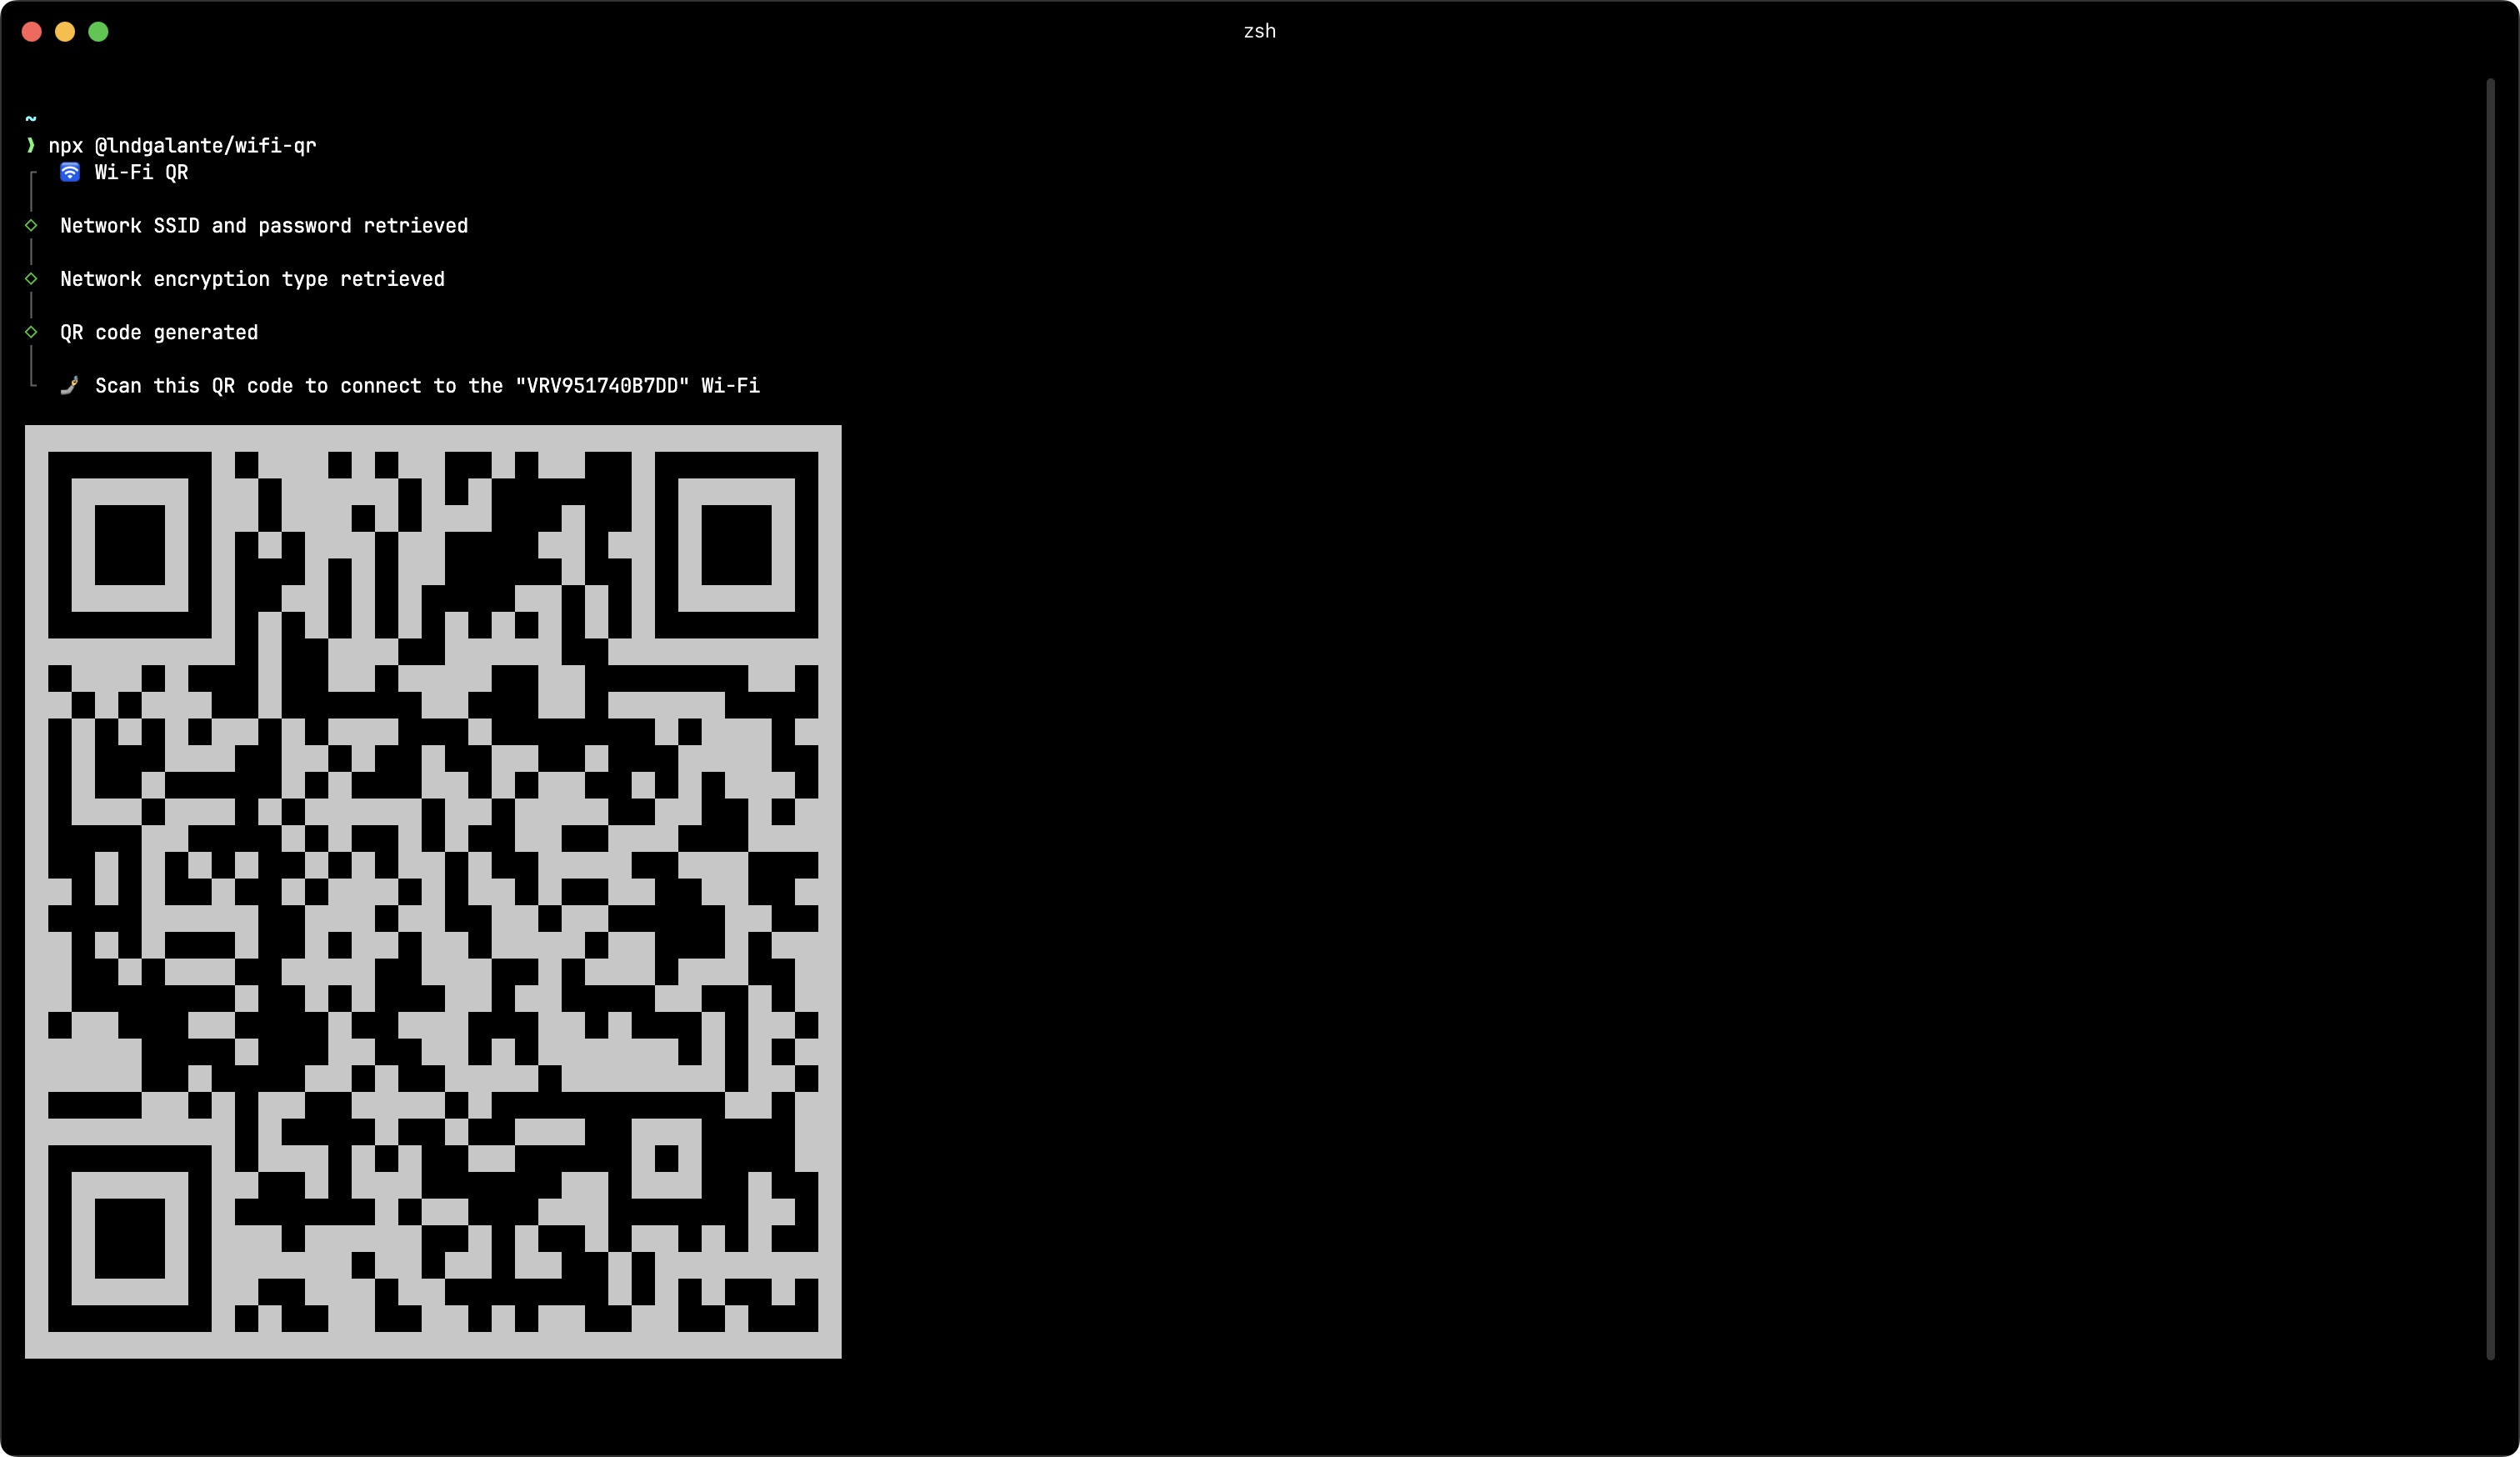 zsh
~
❯ npx @lndgalante/wifi-qr
🛜 Wi-Fi QR
Network SSID and password retrieved
Network encryption type retrieved
QR code generated
🤳 Scan this QR code to connect to the "VRV951740B7DD" Wi-Fi